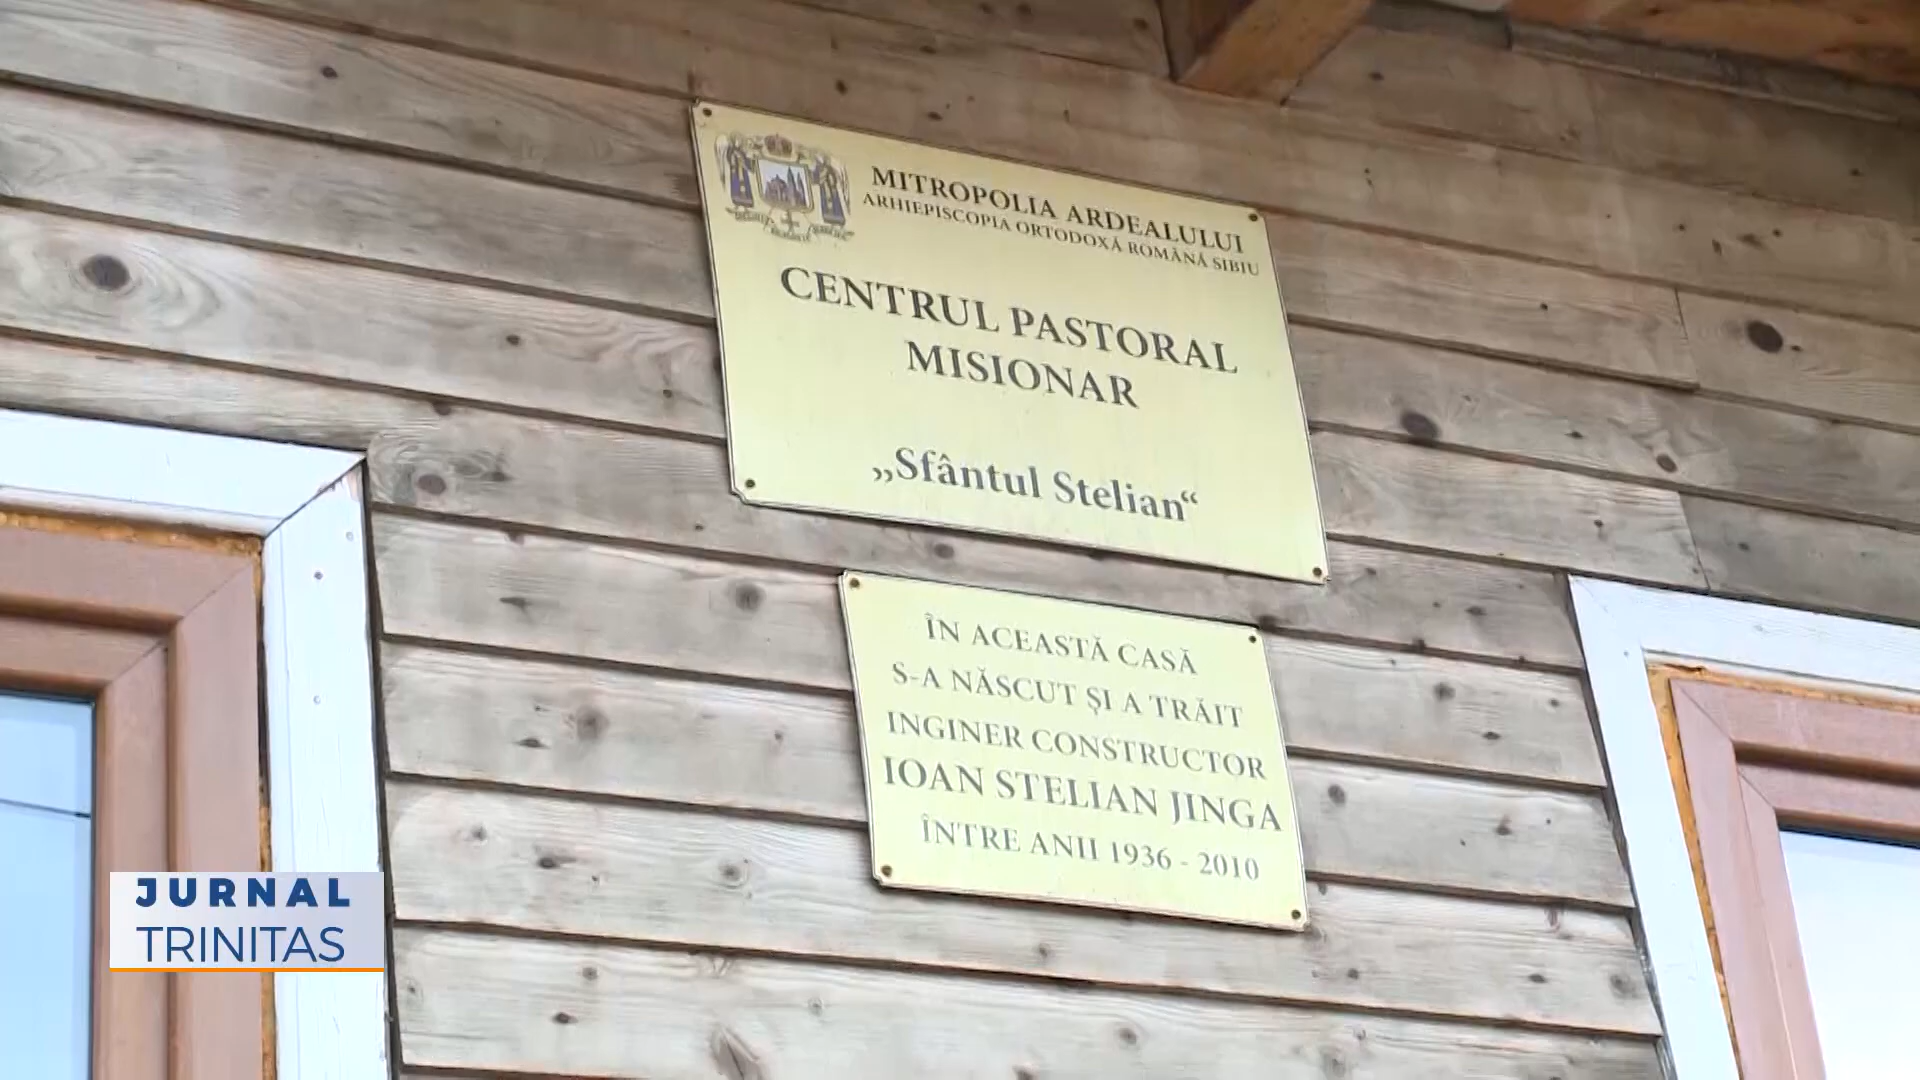 MITROPOLIA ARDEALULUI
ARHIEPISCOPIA ORTODOXĂ ROMÂNĂ SIBIU
CENTRUL PASTORAL
MISIONAR
„Sfântul Stelian“
ÎN ACEASTĂ CASĂ
S-A NĂSCUT ȘI A TRĂIT
INGINER CONSTRUCTOR
IOAN STELIAN JINGA
ÎNTRE ANII 1936 - 2010
JURNAL
TRINITAS